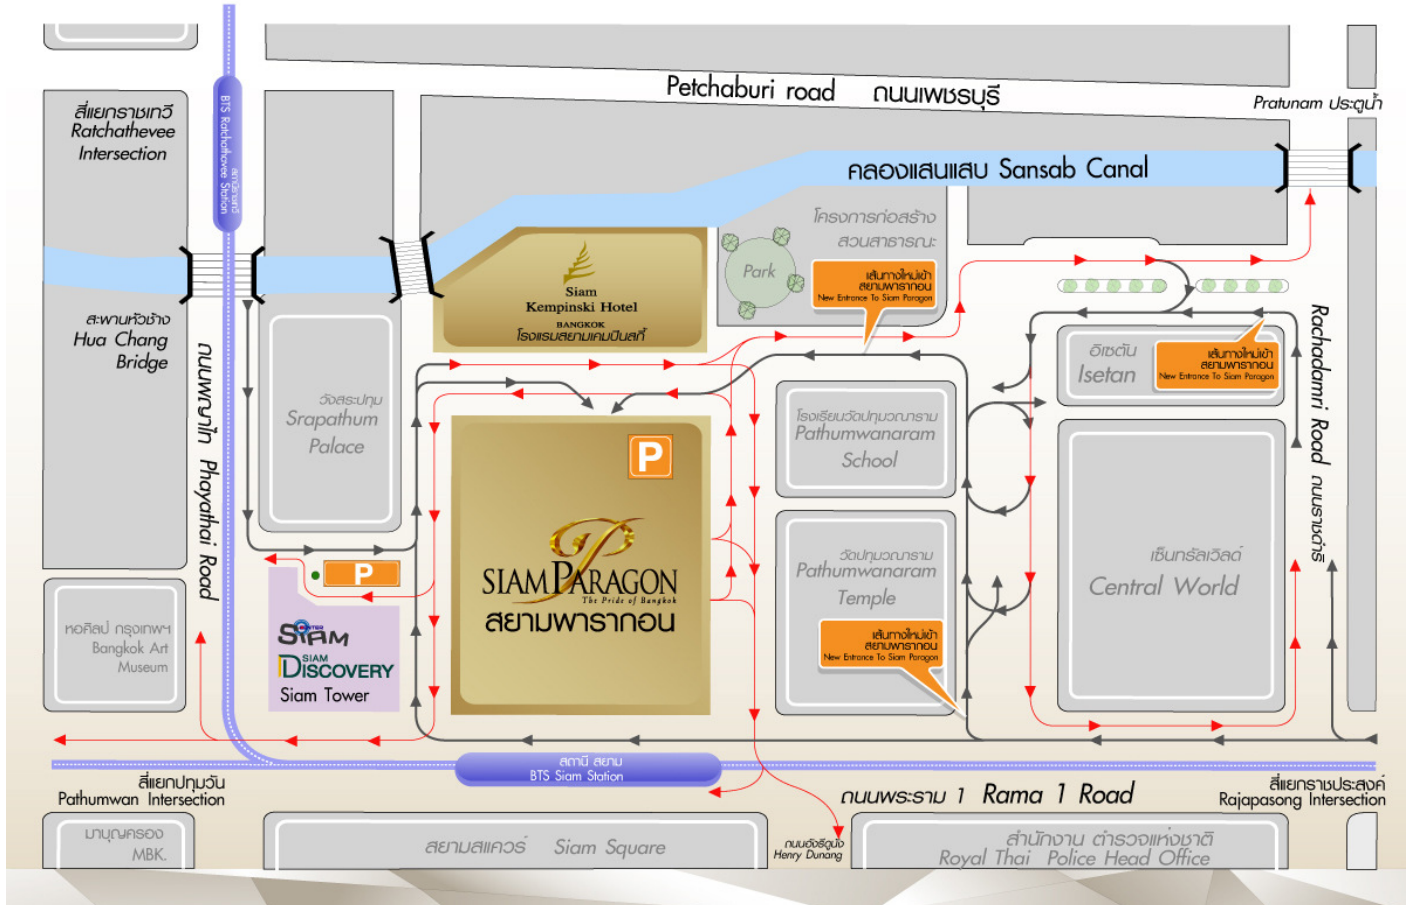 Petchaburi road ถนนเพชรบุรี
Pratunam ประตูน้ำ
สี่แยกราชเทวี
Ratchathevee
Intersection
สถานีราชเทวี
BTS Ratchathavee Station
คลองแสนแสบ Sansab Canal
โครงการก่อสร้าง
สวนสาธารณะ
Park
เส้นทางใหม่เข้า
สยามพารากอน
New Entrance To Siam Paragon
Siam
Kempinski Hotel
BANGKOK
โรงแรมสยามเคมปินสกี้
สะพานหัวช้าง
Hua Chang
Bridge
ถนนพญาไท Phayathai Road
วังสระปทุม
Srapathum
Palace
อิเซตัน
Isetan
เส้นทางใหม่เข้า
สยามพารากอน
New Entrance To Siam Paragon
Rachadamri Road ถนนราชดำริ
โรงเรียนวัดปทุมวณาราม
Pathumwanaram
School
P
SIAM PARAGON
The Pride of Bangkok
สยามพารากอน
P
วัดปทุมวณาราม
Pathumwanaram
Temple
เส้นทางใหม่เข้า
สยามพารากอน
New Entrance To Siam Paragon
เซ็นทรัลเวิลด์
Central World
หอศิลป กรุงเทพฯ
Bangkok Art
Museum
CENTER
SIAM
SIAM
DISCOVERY
Siam Tower
สถานี สยาม
BTS Siam Station
สี่แยกปทุมวัน
Pathumwan Intersection
ถนนพระราม 1 Rama 1 Road
สี่แยกราชประสงค์
Rajapasong Intersection
มาบุญครอง
MBK.
สยามสแควร์ Siam Square
ถนนอังรีดูนัง
Henry Dunang
สำนักงาน ตำรวจแห่งชาติ
Royal Thai Police Head Office